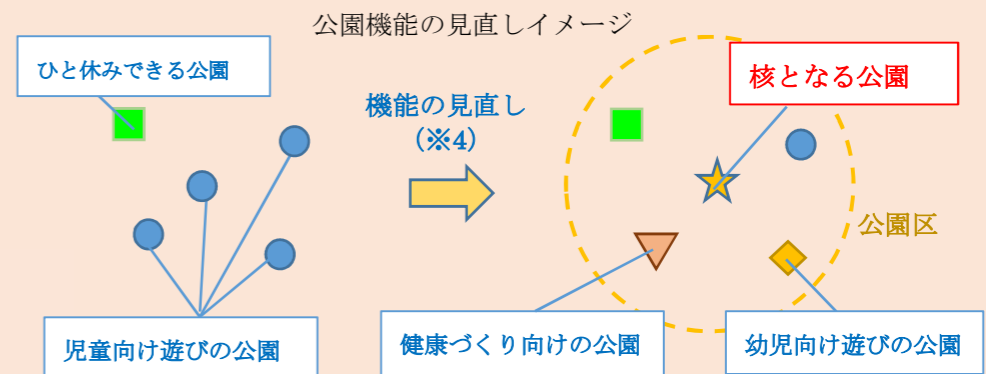 公園機能の見直しイメージ
ひと休みできる公園
機能の見直し
（※4）
核となる公園
公園区
児童向け遊びの公園
健康づくり向けの公園
幼児向け遊びの公園